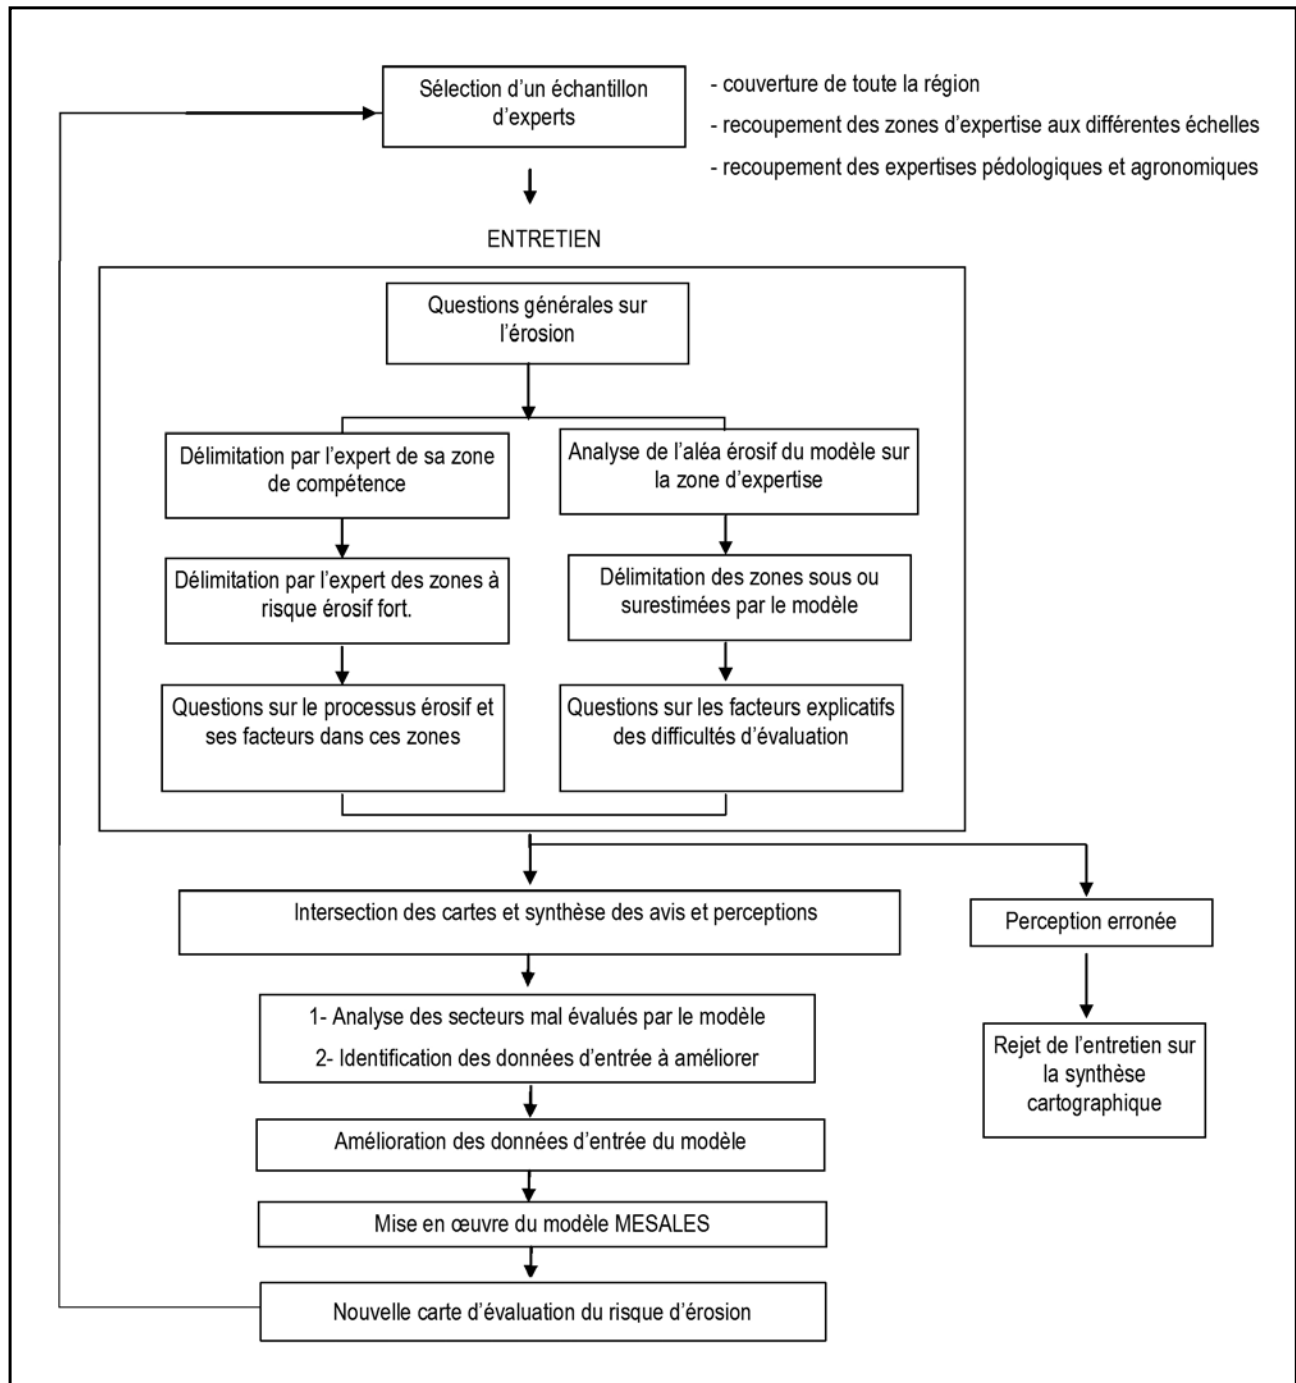 Sélection d'un échantillon
d'experts
- couverture de toute la région
- recoupement des zones d'expertise aux différentes échelles
- recoupement des expertises pédologiques et agronomiques
ENTRETIEN
Questions générales sur
l'érosion
Délimitation par l'expert de sa zone
de compétence
Analyse de l'aléa érosif du modèle sur
la zone d'expertise
Délimitation par l'expert des zones à
risque érosif fort.
Délimitation des zones sous ou
surestimées par le modèle
Questions sur le processus érosif et
ses facteurs dans ces zones
Questions sur les facteurs explicatifs
des difficultés d'évaluation
Intersection des cartes et synthèse des avis et perceptions
Perception erronée
1- Analyse des secteurs mal évalués par le modèle
2- Identification des données d'entrée à améliorer
Rejet de l'entretien sur
la synthèse
cartographique
Amélioration des données d'entrée du modèle
Mise en œuvre du modèle MESALES
Nouvelle carte d'évaluation du risque d'érosion